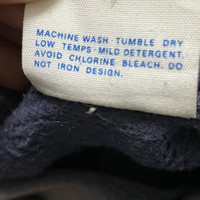 MACHINE WASH · TUMBLE DRY
LOW TEMPS · MILD DETERGENT.
AVOID CHLORINE BLEACH. DO
NOT IRON DESIGN.